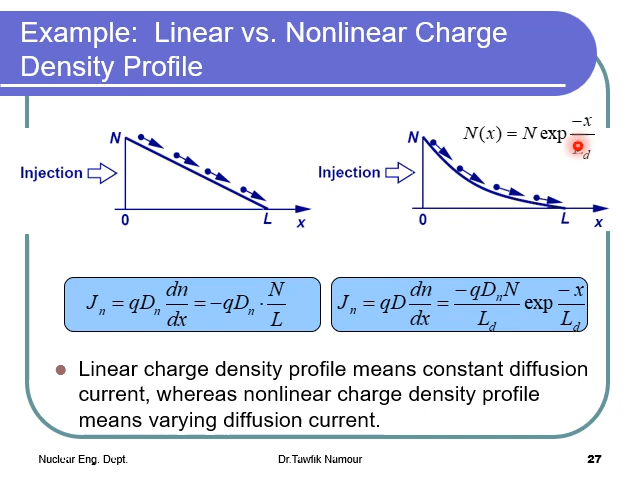 Example: Linear vs. Nonlinear Charge
Density Profile
N(x) = N exp −x / L_d
N
Injection
0
L
x
N
Injection
0
L
x
J_n = qD_n dn/dx = −qD_n · N/L
J_n = qD dn/dx = −qD_nN / L_d exp −x / L_d
Linear charge density profile means constant diffusion
current, whereas nonlinear charge density profile
means varying diffusion current.
Nuclear Eng. Dept.
Dr.Tawfik Namour
27